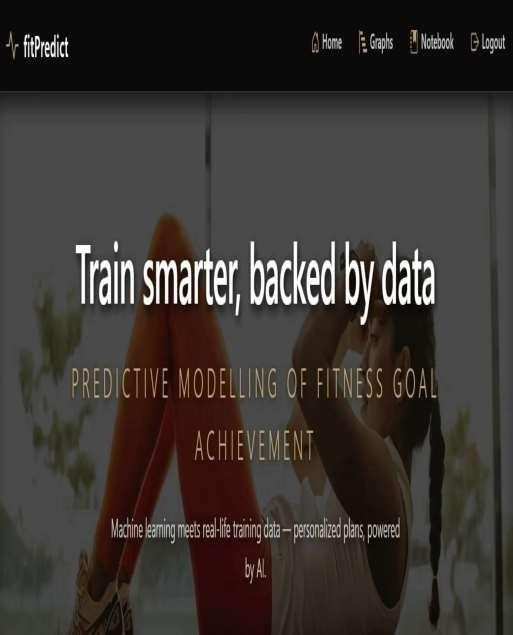 fitPredict
Home Graphs Notebook Logout
Train smarter, backed by data
PREDICTIVE MODELLING OF FITNESS GOAL
ACHIEVEMENT
Machine learning meets real-life training data — personalized plans, powered
by AI.